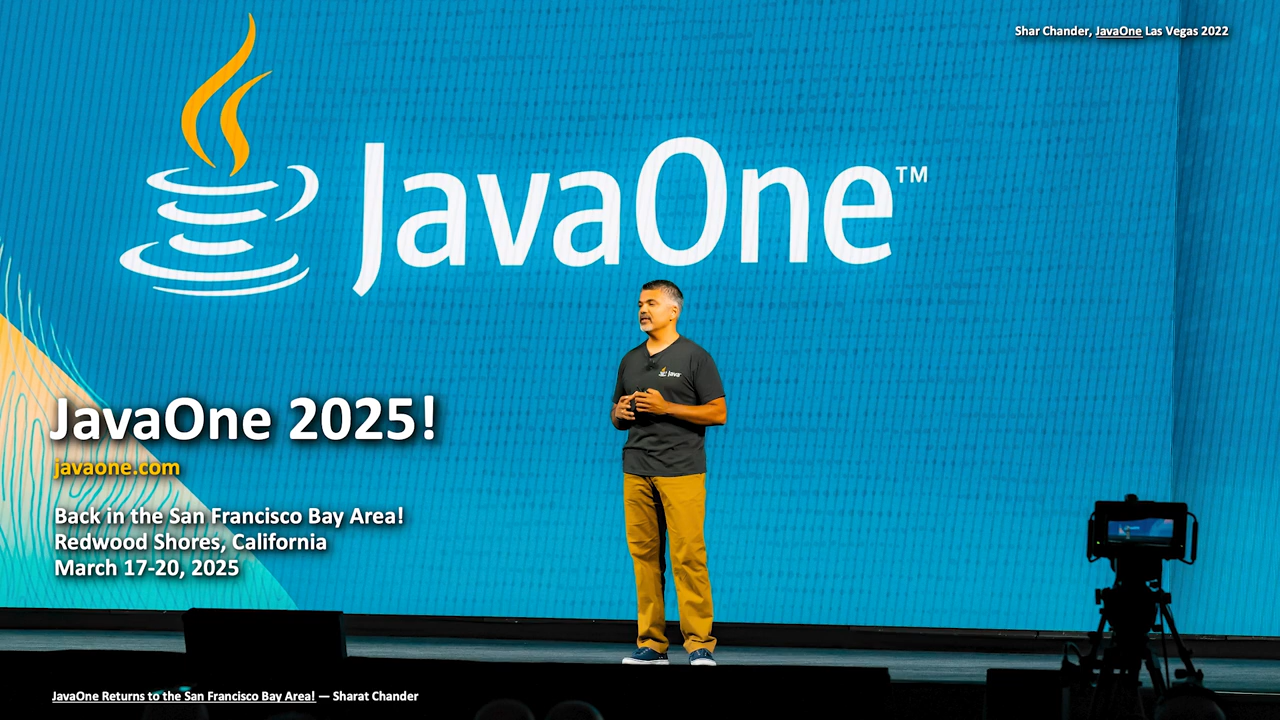 Shar Chander, JavaOne Las Vegas 2022
JavaOne™
Java
JavaOne 2025!
javaone.com
Back in the San Francisco Bay Area!
Redwood Shores, California
March 17-20, 2025
JavaOne Returns to the San Francisco Bay Area! — Sharat Chander